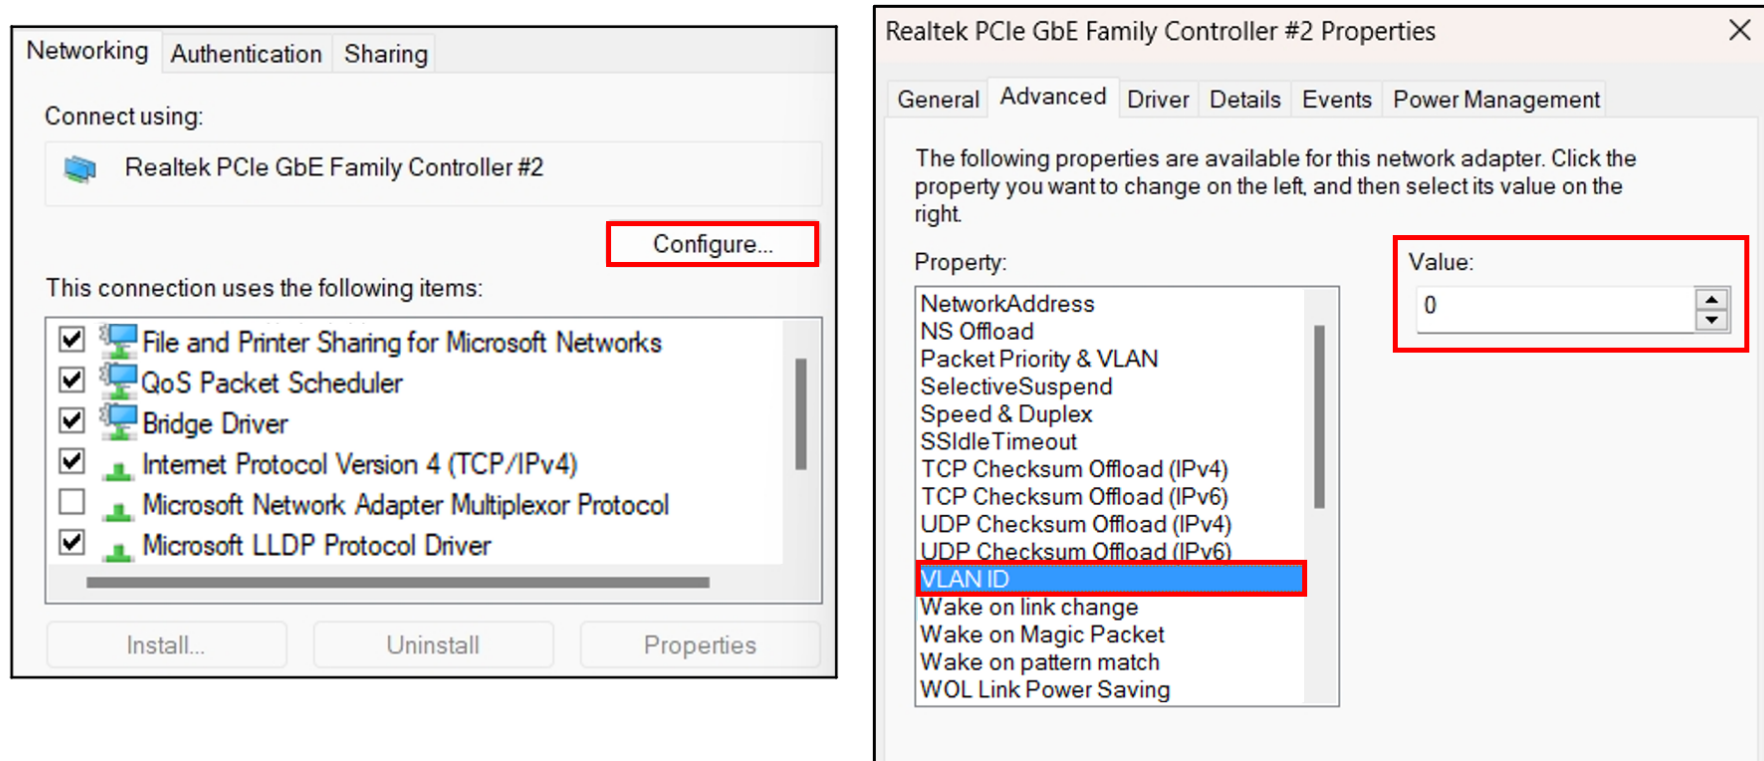 Networking
Authentication
Sharing
Connect using:
Realtek PCIe GbE Family Controller #2
Configure...
This connection uses the following items:
File and Printer Sharing for Microsoft Networks
QoS Packet Scheduler
Bridge Driver
Internet Protocol Version 4 (TCP/IPv4)
Microsoft Network Adapter Multiplexor Protocol
Microsoft LLDP Protocol Driver
Install...
Uninstall
Properties
Realtek PCIe GbE Family Controller #2 Properties
General
Advanced
Driver
Details
Events
Power Management
The following properties are available for this network adapter. Click the
property you want to change on the left, and then select its value on the
right.
Property:
Value:
0
NetworkAddress
NS Offload
Packet Priority & VLAN
SelectiveSuspend
Speed & Duplex
SSIdleTimeout
TCP Checksum Offload (IPv4)
TCP Checksum Offload (IPv6)
UDP Checksum Offload (IPv4)
UDP Checksum Offload (IPv6)
VLAN ID
Wake on link change
Wake on Magic Packet
Wake on pattern match
WOL Link Power Saving